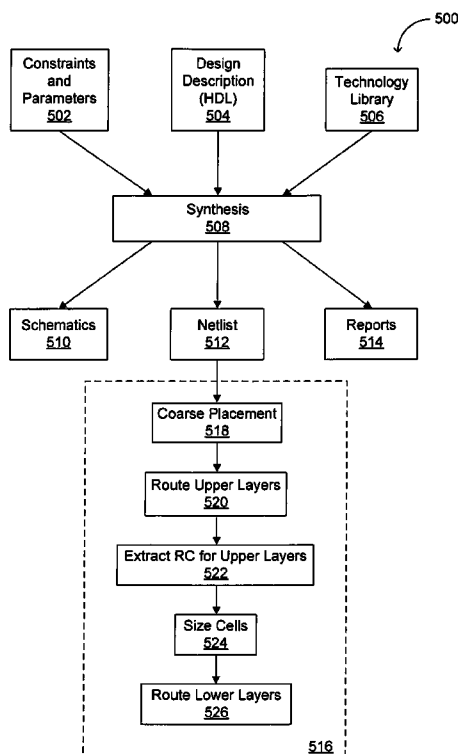 500
Constraints
and
Parameters
502
Design
Description
(HDL)
504
Technology
Library
506
Synthesis
508
Schematics
510
Netlist
512
Reports
514
Coarse Placement
518
Route Upper Layers
520
Extract RC for Upper Layers
522
Size Cells
524
Route Lower Layers
526
516